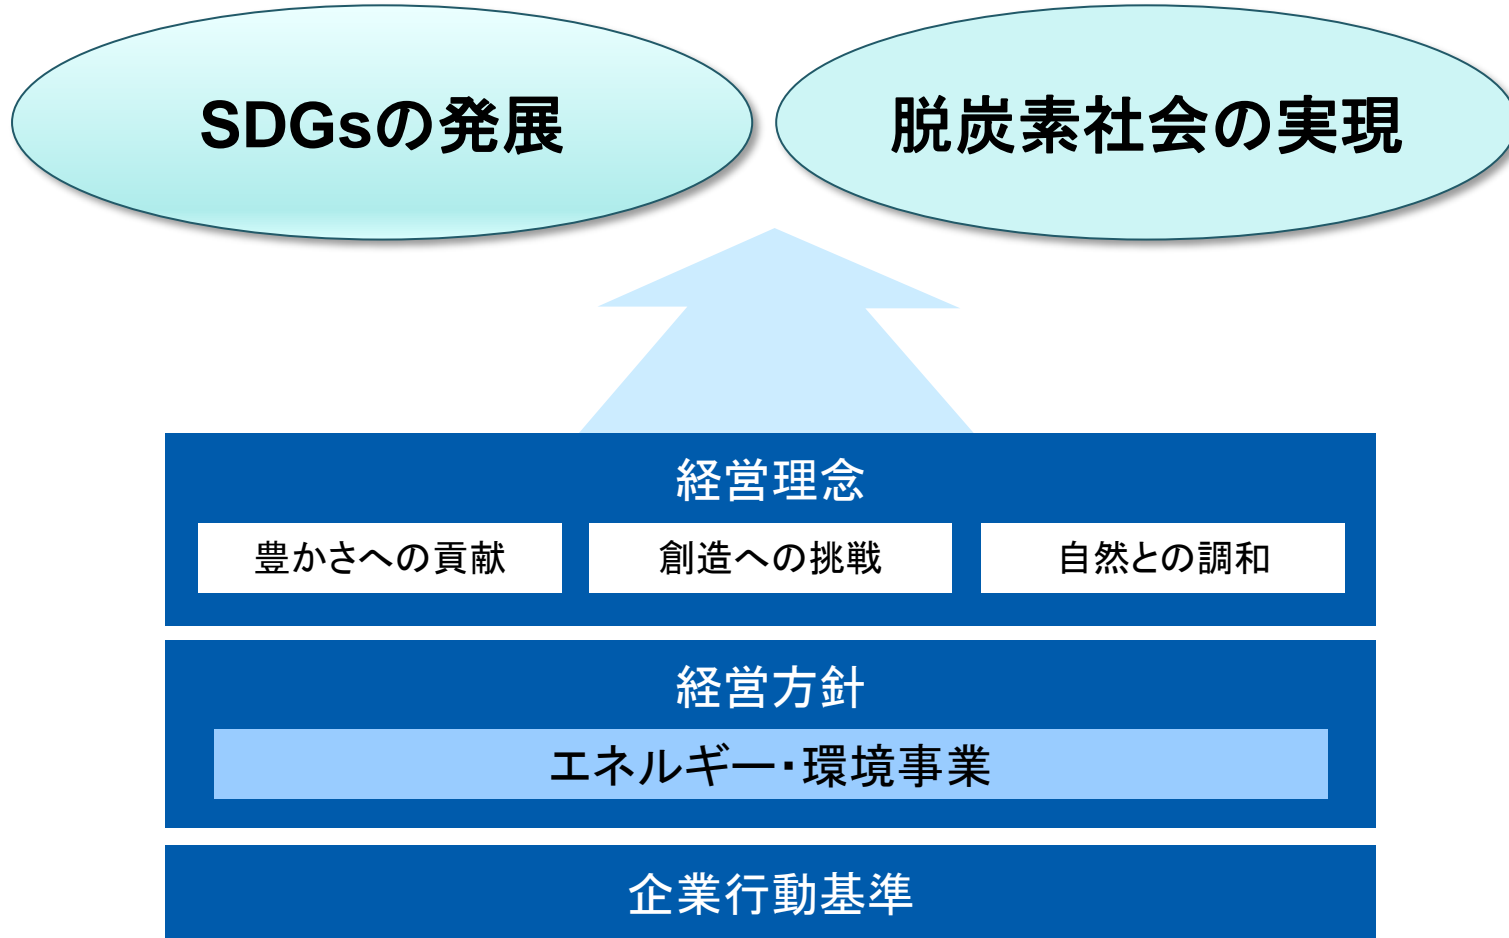 SDGsの発展
脱炭素社会の実現
経営理念
豊かさへの貢献
創造への挑戦
自然との調和
経営方針
エネルギー・環境事業
企業行動基準